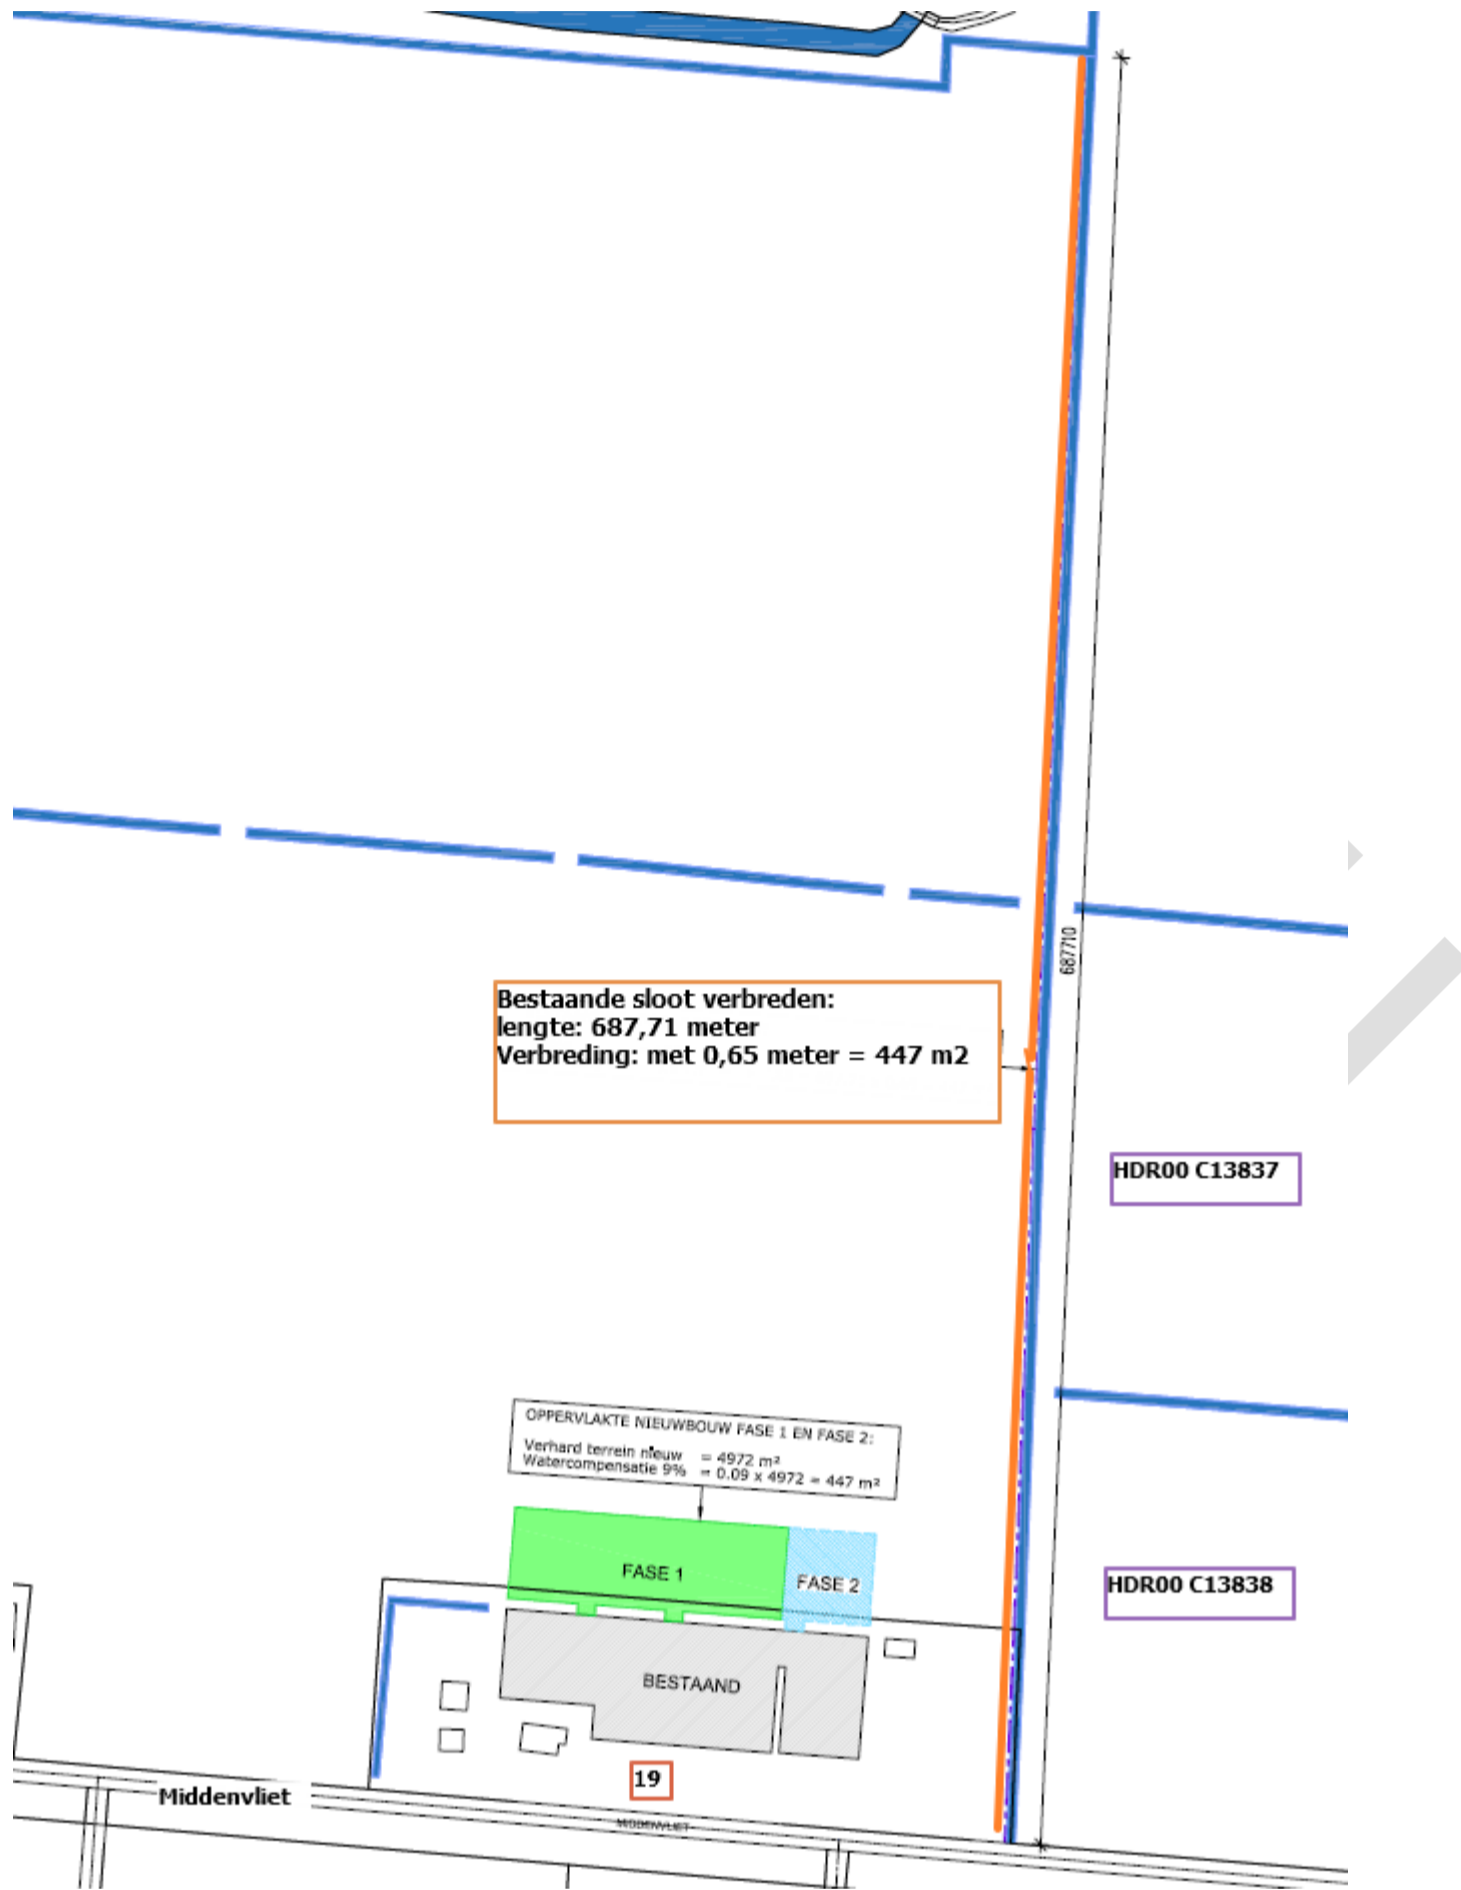 687710
Bestaande sloot verbreden:
lengte: 687,71 meter
Verbreding: met 0,65 meter = 447 m2
HDR00 C13837
OPPERVLAKTE NIEUWBOUW FASE 1 EN FASE 2:
Verhard terrein nieuw = 4972 m²
Watercompensatie 9% = 0.09 x 4972 = 447 m²
FASE 1
FASE 2
HDR00 C13838
BESTAAND
19
Middenvliet
MIDDENVLIET